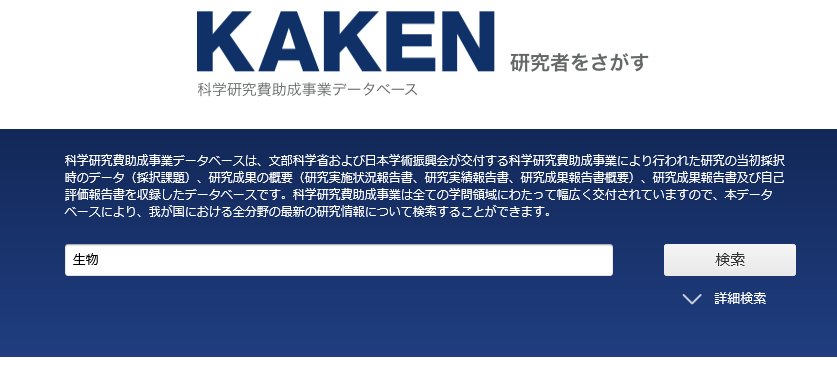 KAKEN 研究者をさがす
科学研究費助成事業データベース
科学研究費助成事業データベースは、文部科学省および日本学術振興会が交付する科学研究費助成事業により行われた研究の当初採択
時のデータ（採択課題）、研究成果の概要（研究実施状況報告書、研究実績報告書、研究成果報告書概要）、研究成果報告書及び自己
評価報告書を収録したデータベースです。科学研究費助成事業は全ての学問領域にわたって幅広く交付されていますので、本データ
ベースにより、我が国における全分野の最新の研究情報について検索することができます。
生物 検索
詳細検索